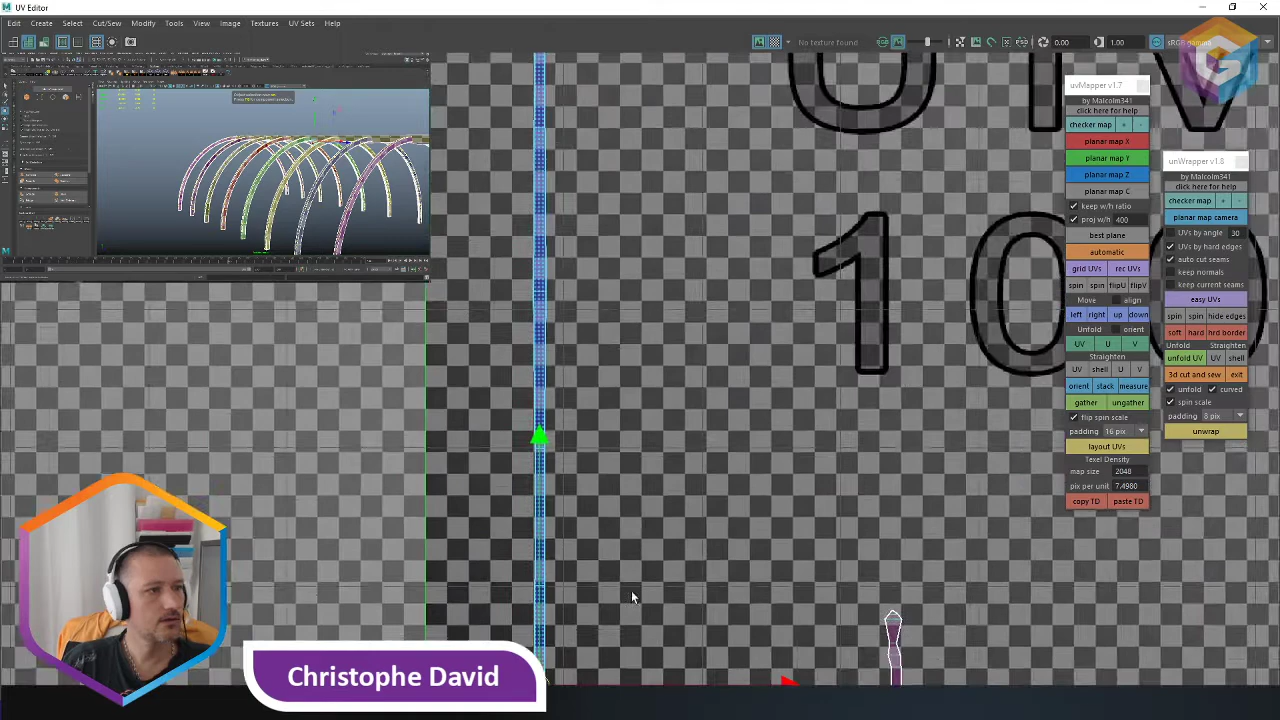 UV Editor
Edit Create Select Cut/Sew Modify Tools View Image Textures UV Sets Help
No texture found
0.00
1.00
sRGB gamma
U1V
100
uvMapper v1.7
by Malcolm341
click here for help
checker map + -
planar map X
planar map Y
planar map Z
planar map C
keep w/h ratio
proj w/h 400
best plane
automatic
grid UVs rec UVs
spin spin flipU flipV
Move align
left right up down
Unfold orient
UV U V
Straighten
UV shell U V
orient stack measure
gather ungather
flip spin scale
padding 16 pix
layout UVs
Texel Density
map size 2048
pix per unit 7.4980
copy TD paste TD
unWrapper v1.8
by Malcolm341
click here for help
checker map + -
planar map camera
UVs by angle 30
UVs by hard edges
auto cut seams
keep normals
keep current seams
easy UVs
spin spin hide edges
soft hard hrd border
Unfold Straighten
unfold UV UV shell
3d cut and sew exit
unfold curved
spin scale
padding 8 pix
unwrap
Christophe David